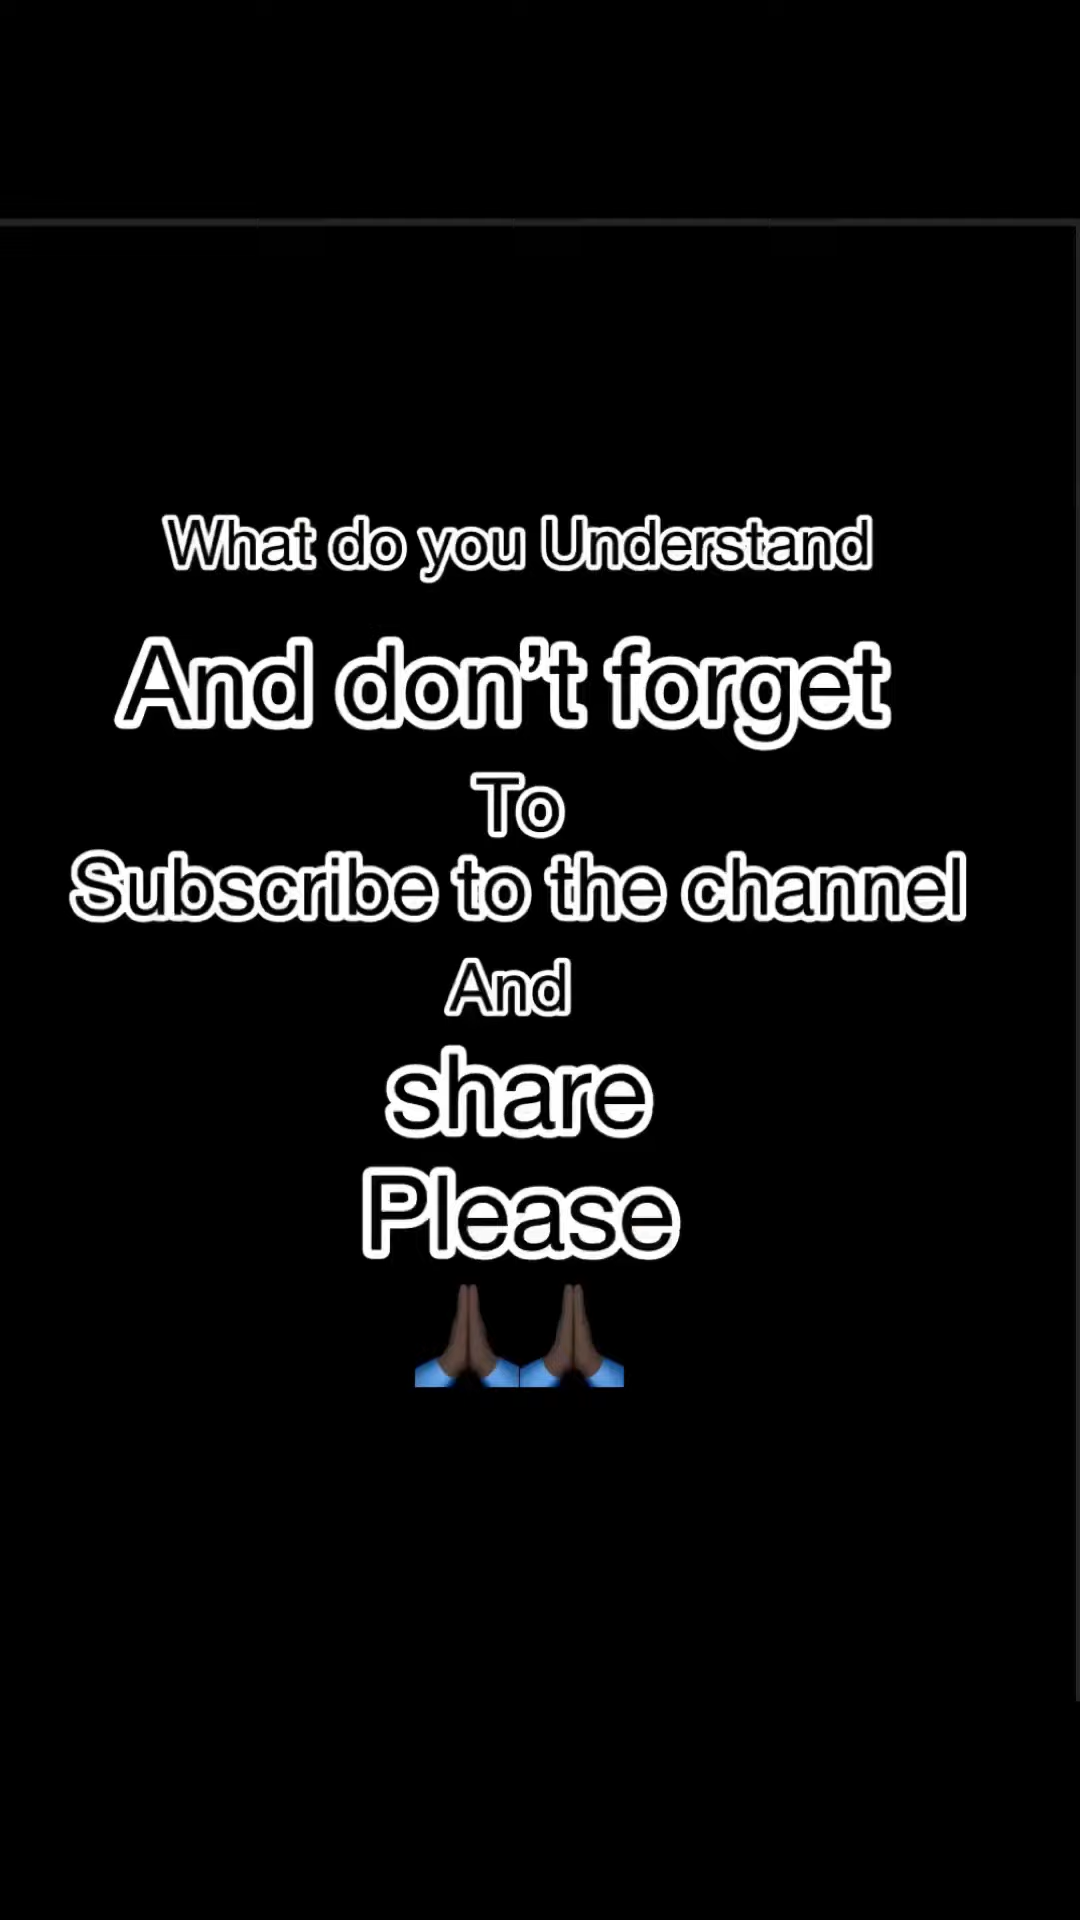 What do you Understand
And don’t forget
To
Subscribe to the channel
And
share
Please
🙏🏿🙏🏿